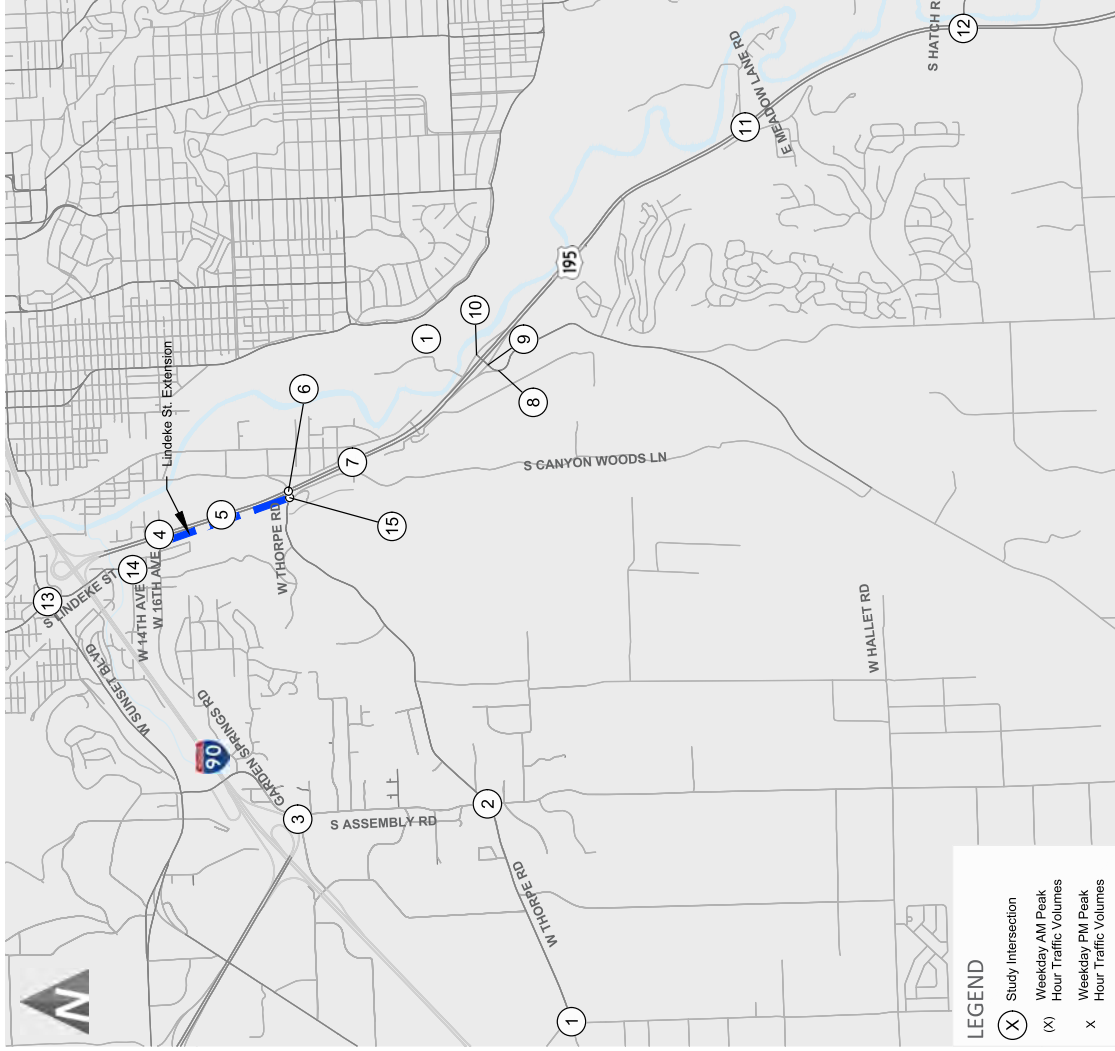 S HATCH R
12
E MEADOW LANE RD
11
195
10
1
9
8
Lindeke St. Extension
6
7
S CANYON WOODS LN
15
5
4
W THORPE RD
14
13
S LINDEKE ST
W 14TH AVE
W 16TH AVE
W SUNSET BLVD
GARDEN SPRINGS RD
90
3
S ASSEMBLY RD
2
W THORPE RD
1
W HALLET RD
N
LEGEND
X Study Intersection
(X) Weekday AM Peak
Hour Traffic Volumes
X Weekday PM Peak
Hour Traffic Volumes